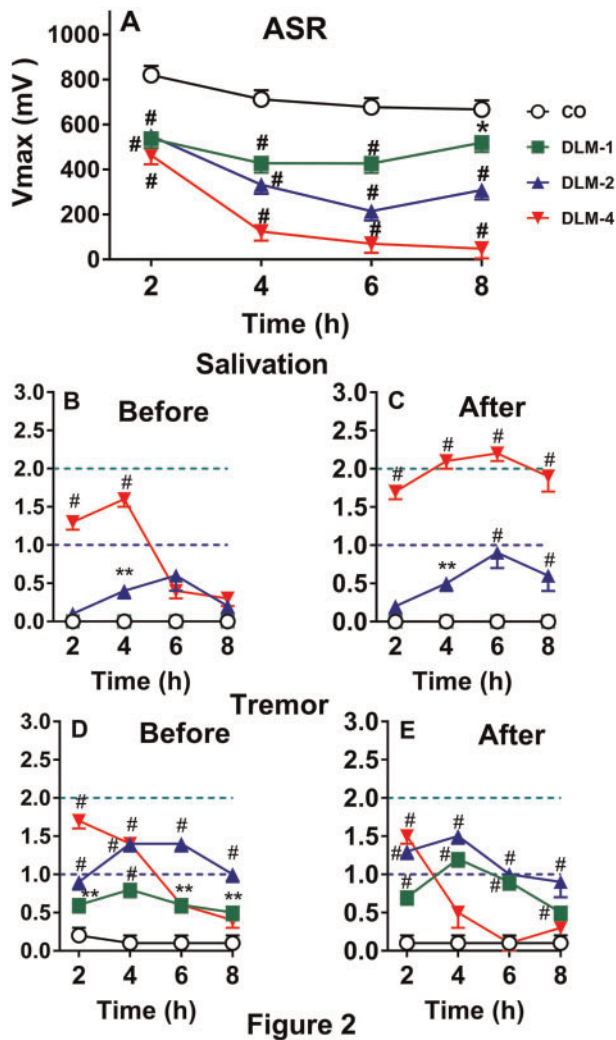 A ASR
1000
800
600
400
200
0
Vmax (mV)
# # # *
# # #
# # # #
2 4 6 8
Time (h)
CO
DLM-1
DLM-2
DLM-4
Salivation
B Before
3.0
2.5
2.0
1.5
1.0
0.5
0.0
# #
**
2 4 6 8
Time (h)
C After
3.0
2.5
2.0
1.5
1.0
0.5
0.0
# # # #
** # #
2 4 6 8
Time (h)
Tremor
D Before
3.0
2.5
2.0
1.5
1.0
0.5
0.0
# # # #
# #
** # ** **
2 4 6 8
Time (h)
E After
3.0
2.5
2.0
1.5
1.0
0.5
0.0
# # # #
# # # #
#
2 4 6 8
Time (h)
Figure 2